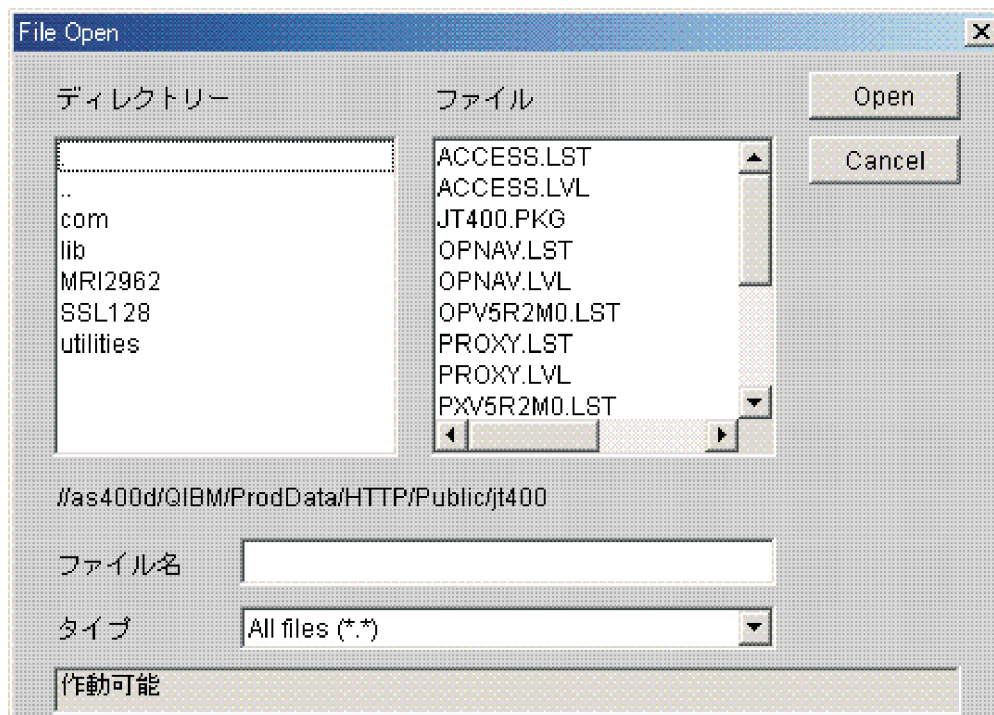 File Open
ディレクトリー
ファイル
Open
Cancel
.
..
com
lib
MRI2962
SSL128
utilities
ACCESS.LST
ACCESS.LVL
JT400.PKG
OPNAV.LST
OPNAV.LVL
OPV5R2M0.LST
PROXY.LST
PROXY.LVL
PXV5R2M0.LST
//as400d/QIBM/ProdData/HTTP/Public/jt400
ファイル名
タイプ
All files (*.*)
作動可能